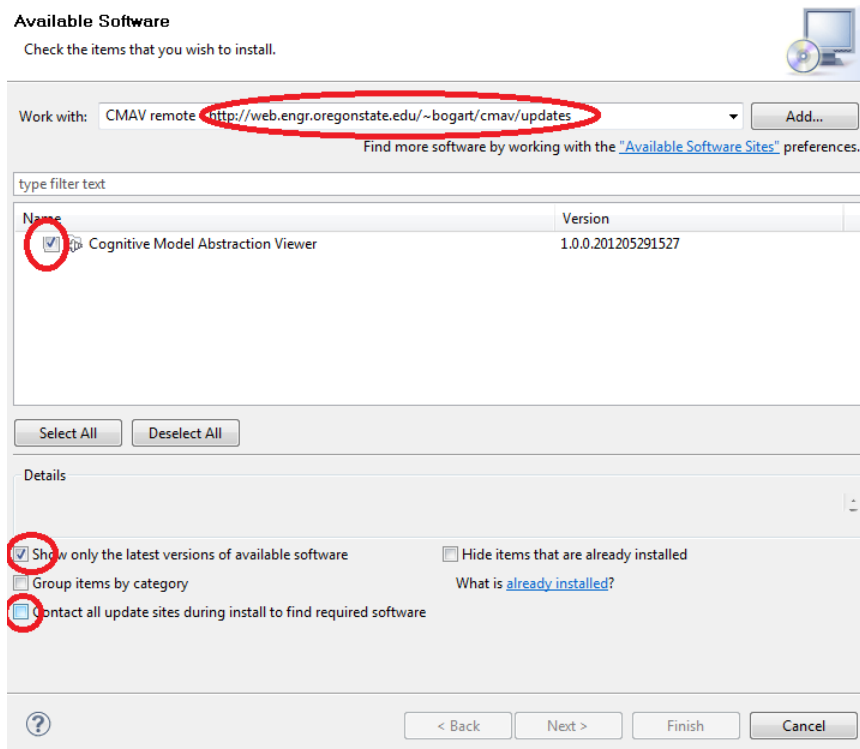 Available Software
Check the items that you wish to install.
Work with: CMAV remote http://web.engr.oregonstate.edu/~bogart/cmav/updates Add...
Find more software by working with the "Available Software Sites" preferences.
type filter text
Name Version
Cognitive Model Abstraction Viewer 1.0.0.201205291527
Select All Deselect All
Details
Show only the latest versions of available software Hide items that are already installed
Group items by category What is already installed?
Contact all update sites during install to find required software
? < Back Next > Finish Cancel